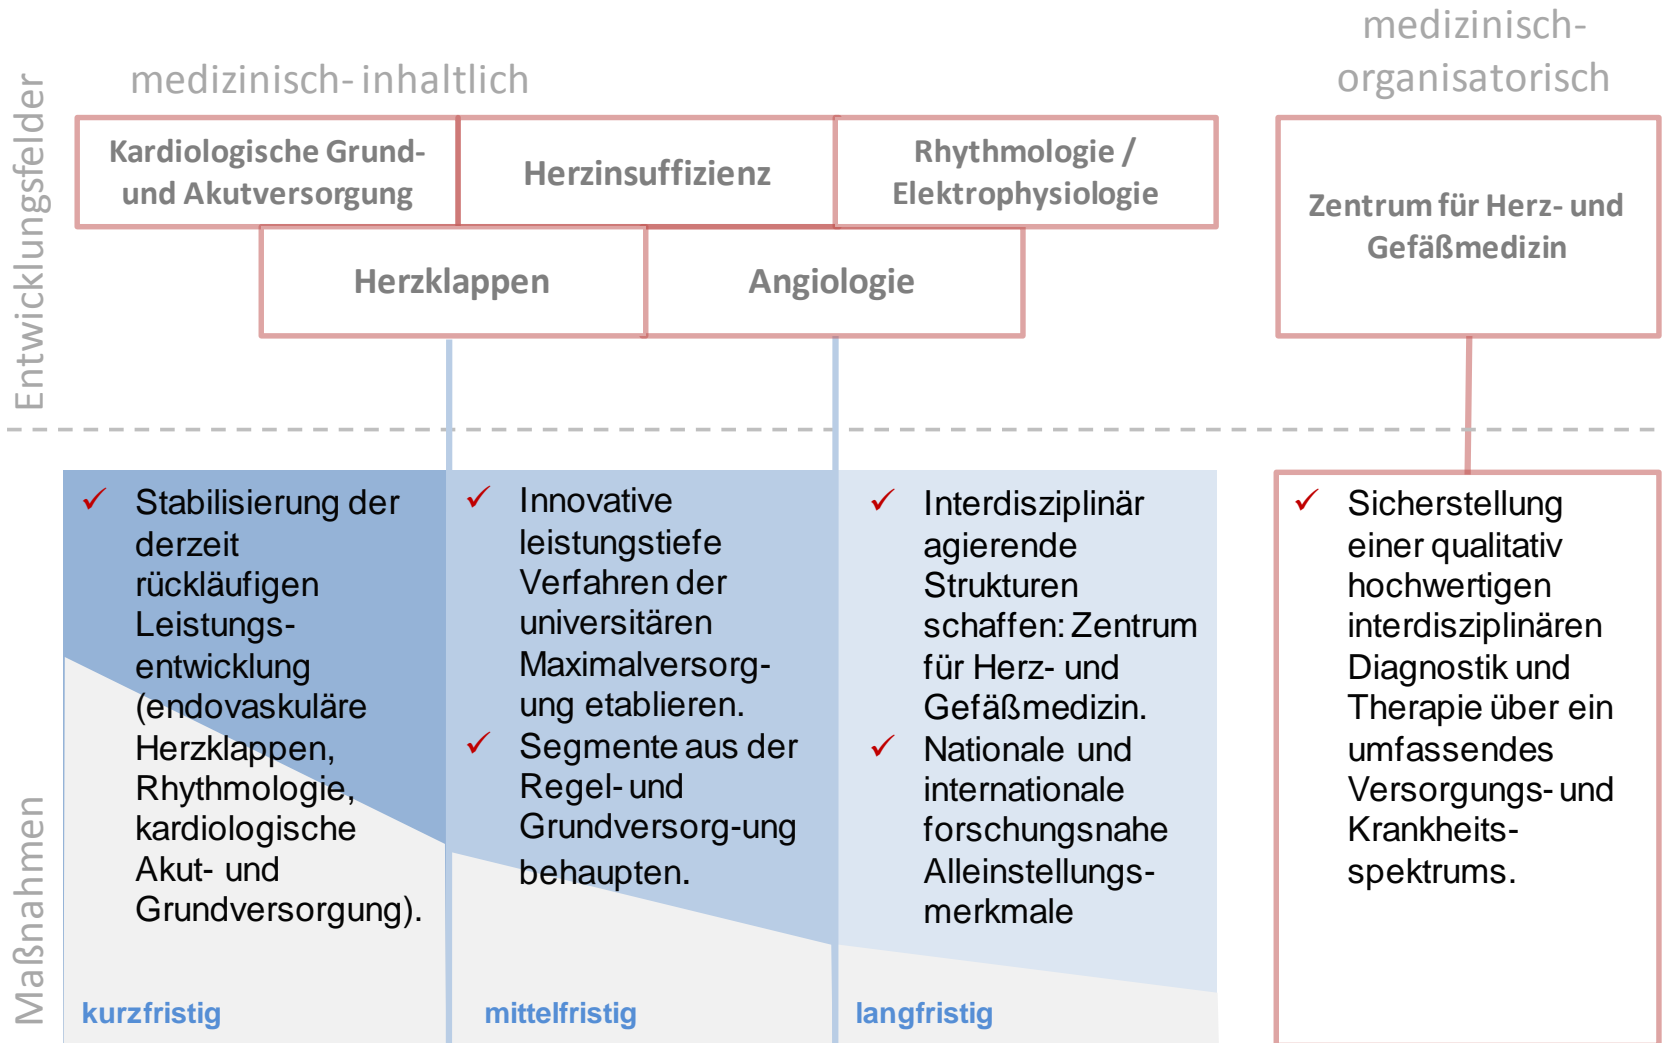 Entwicklungsfelder
medizinisch- inhaltlich
medizinisch-
organisatorisch
Kardiologische Grund-
und Akutversorgung
Herzinsuffizienz
Rhythmologie /
Elektrophysiologie
Herzklappen
Angiologie
Zentrum für Herz- und
Gefäßmedizin
Maßnahmen
✓ Stabilisierung der
derzeit
rückläufigen
Leistungs-
entwicklung
(endovaskuläre
Herzklappen,
Rhythmologie,
kardiologische
Akut- und
Grundversorgung).
kurzfristig
✓ Innovative
leistungstiefe
Verfahren der
universitären
Maximalversorg-
ung etablieren.
✓ Segmente aus der
Regel- und
Grundversorg-ung
behaupten.
mittelfristig
✓ Interdisziplinär
agierende
Strukturen
schaffen: Zentrum
für Herz- und
Gefäßmedizin.
✓ Nationale und
internationale
forschungsnahe
Alleinstellungs-
merkmale
langfristig
✓ Sicherstellung
einer qualitativ
hochwertigen
interdisziplinären
Diagnostik und
Therapie über ein
umfassendes
Versorgungs- und
Krankheits-
spektrums.